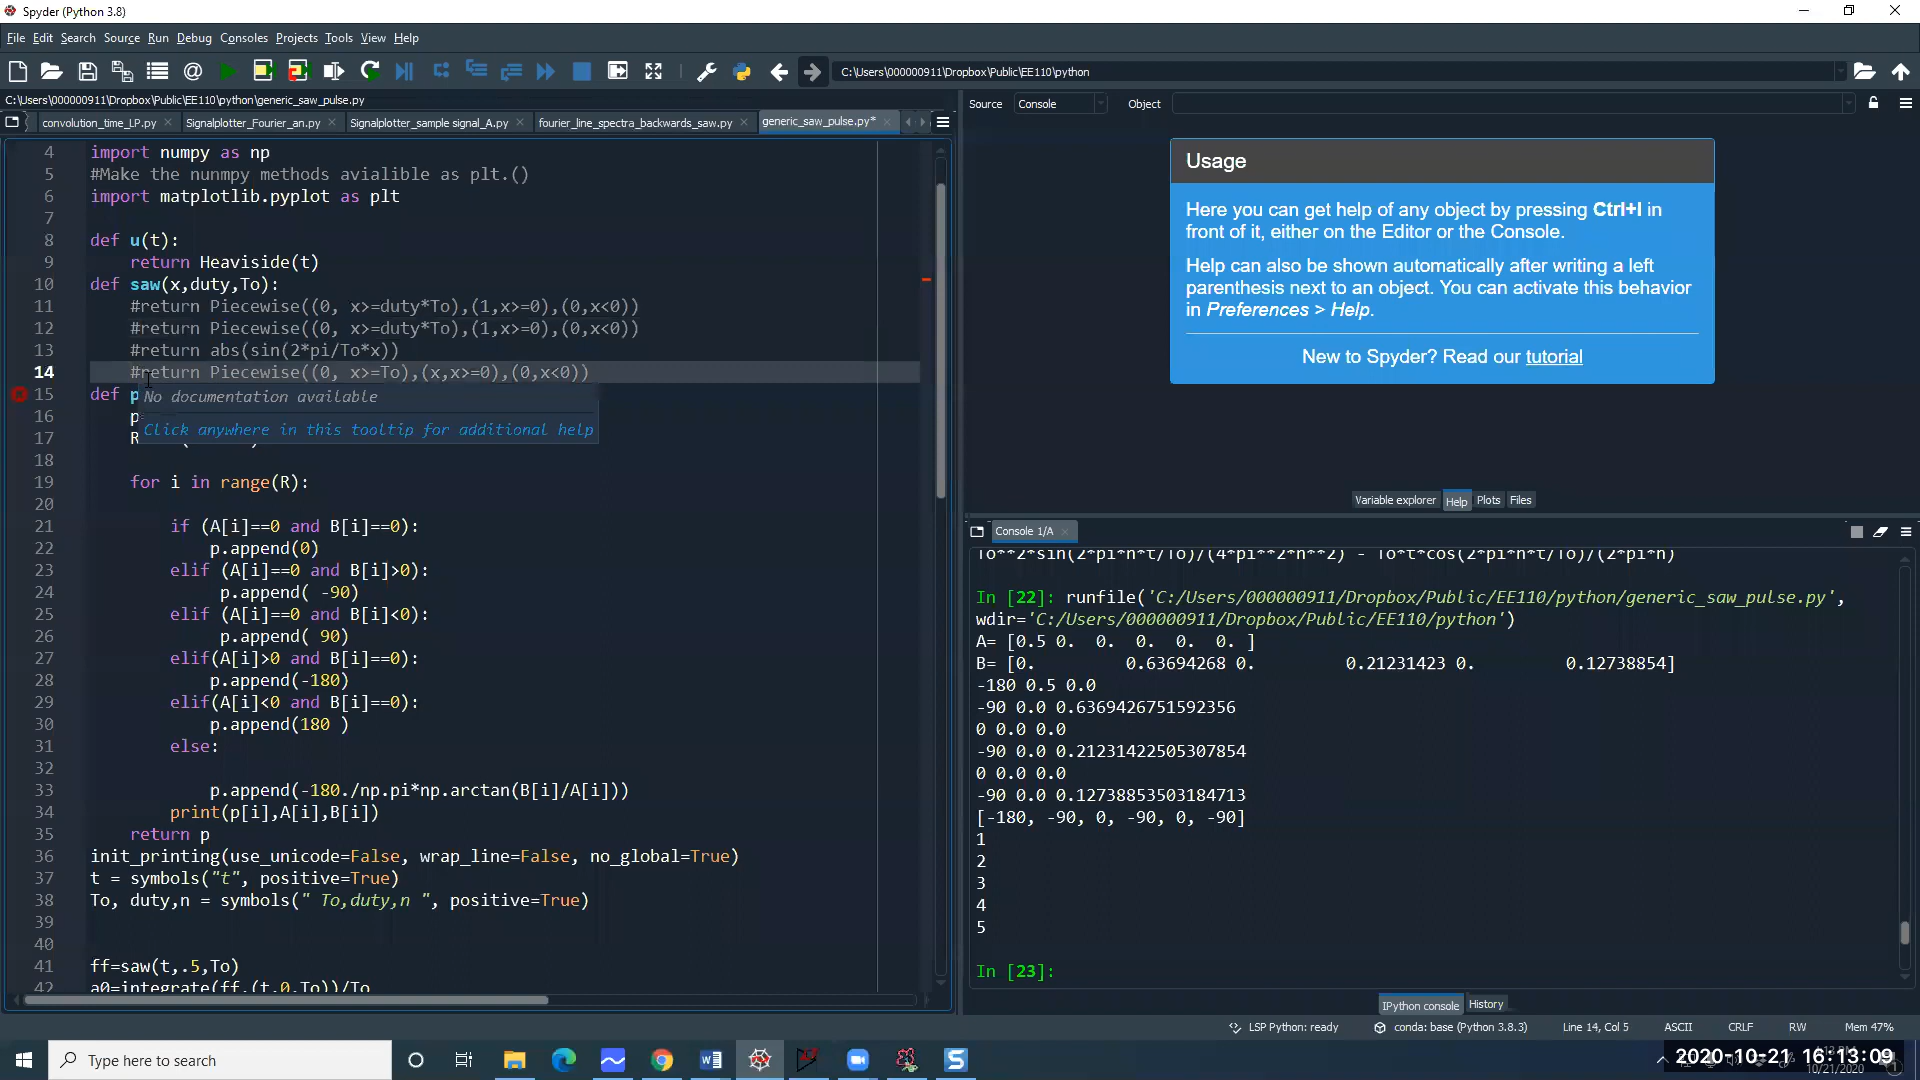 Spyder (Python 3.8)
File Edit Search Source Run Debug Consoles Projects Tools View Help
C:\Users\000000911\Dropbox\Public\EE110\python
C:\Users\000000911\Dropbox\Public\EE110\python\generic_saw_pulse.py
convolution_time_LP.py Signalplotter_Fourier_an.py Signalplotter_sample signal_A.py fourier_line_spectra_backwards_saw.py generic_saw_pulse.py*
4 import numpy as np
5 #Make the nunmpy methods avialible as plt.()
6 import matplotlib.pyplot as plt
7
8 def u(t):
9 return Heaviside(t)
10 def saw(x,duty,To):
11 #return Piecewise((0, x>=duty*To),(1,x>=0),(0,x<0))
12 #return Piecewise((0, x>=duty*To),(1,x>=0),(0,x<0))
13 #return abs(sin(2*pi/To*x))
14 #return Piecewise((0, x>=To),(x,x>=0),(0,x<0))
15 def p
No documentation available
16 p
Click anywhere in this tooltip for additional help
17 R
18
19 for i in range(R):
20
21 if (A[i]==0 and B[i]==0):
22 p.append(0)
23 elif (A[i]==0 and B[i]>0):
24 p.append( -90)
25 elif (A[i]==0 and B[i]<0):
26 p.append( 90)
27 elif(A[i]>0 and B[i]==0):
28 p.append(-180)
29 elif(A[i]<0 and B[i]==0):
30 p.append(180 )
31 else:
32
33 p.append(-180./np.pi*np.arctan(B[i]/A[i]))
34 print(p[i],A[i],B[i])
35 return p
36 init_printing(use_unicode=False, wrap_line=False, no_global=True)
37 t = symbols("t", positive=True)
38 To, duty,n = symbols(" To,duty,n ", positive=True)
39
40
41 ff=saw(t,.5,To)
42 a0=integrate(ff,(t,0,To))/To
Source Console Object
Usage
Here you can get help of any object by pressing Ctrl+I in
front of it, either on the Editor or the Console.
Help can also be shown automatically after writing a left
parenthesis next to an object. You can activate this behavior
in Preferences > Help.
New to Spyder? Read our tutorial
Variable explorer Help Plots Files
Console 1/A
To**2*sin(2*pi*n*t/To)/(4*pi**2*n**2) - To*t*cos(2*pi*n*t/To)/(2*pi*n)
In [22]: runfile('C:/Users/000000911/Dropbox/Public/EE110/python/generic_saw_pulse.py',
wdir='C:/Users/000000911/Dropbox/Public/EE110/python')
A= [0.5 0. 0. 0. 0. 0. ]
B= [0. 0.63694268 0. 0.21231423 0. 0.12738854]
-180 0.5 0.0
-90 0.0 0.6369426751592356
0 0.0 0.0
-90 0.0 0.21231422505307854
0 0.0 0.0
-90 0.0 0.12738853503184713
[-180, -90, 0, -90, 0, -90]
1
2
3
4
5
In [23]:
IPython console History
LSP Python: ready conda: base (Python 3.8.3) Line 14, Col 5 ASCII CRLF RW Mem 47%
Type here to search
2020-10-21 16:13:09
10/21/2020